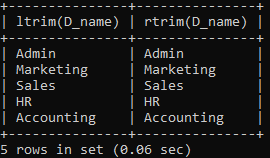 +---------------+---------------+
| ltrim(D_name) | rtrim(D_name) |
+---------------+---------------+
| Admin         | Admin         |
| Marketing     | Marketing     |
| Sales         | Sales         |
| HR            | HR            |
| Accounting    | Accounting    |
+---------------+---------------+
5 rows in set (0.06 sec)